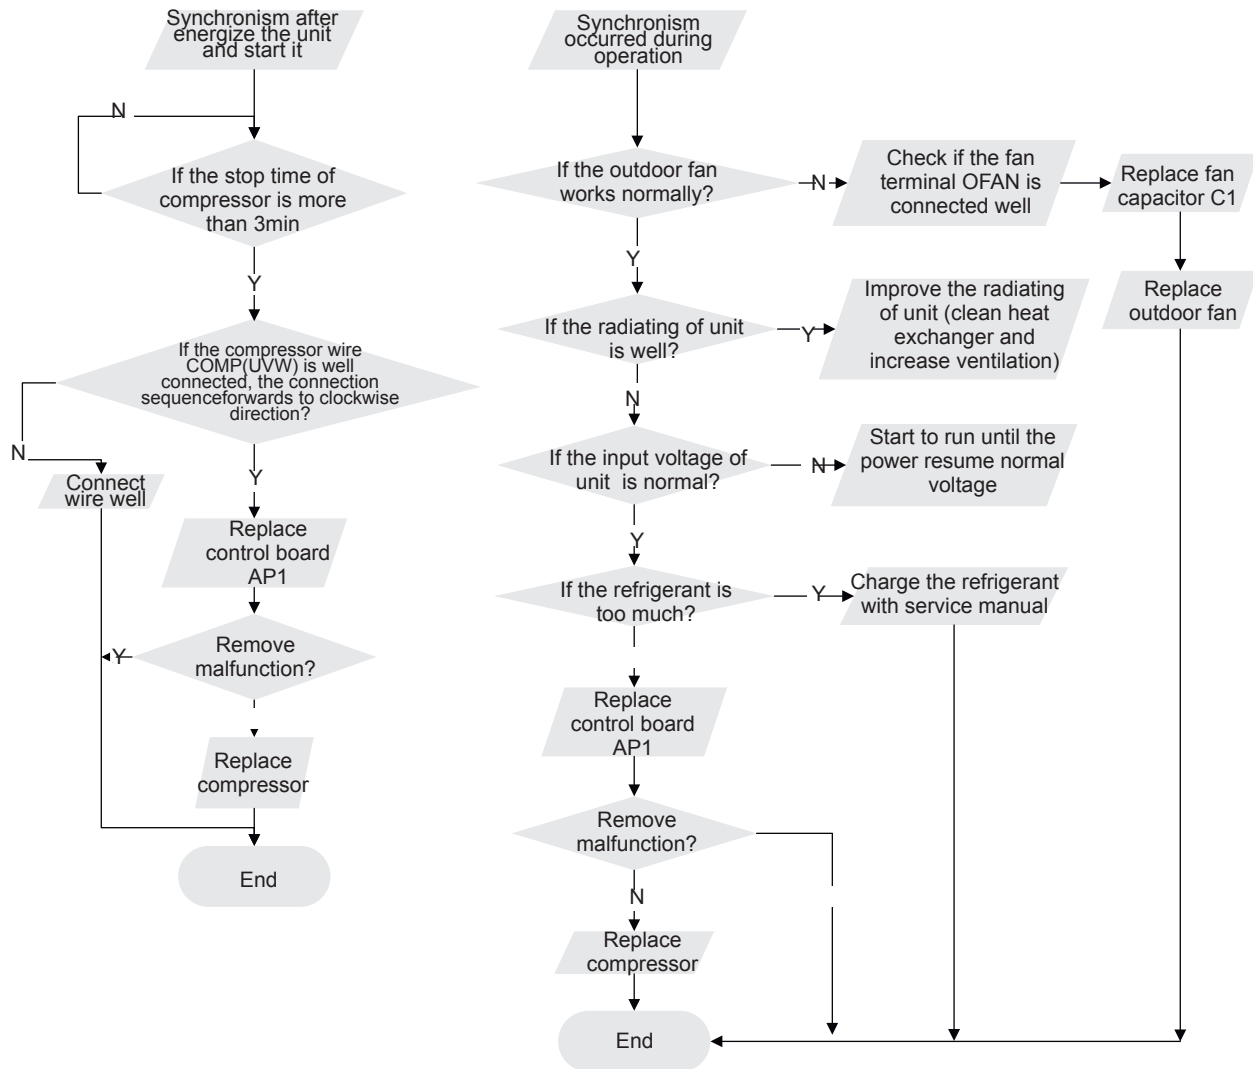 Synchronism after
energize the unit
and start it
N
If the stop time of
compressor is more
than 3min
Y
If the compressor wire
COMP(UVW) is well
connected, the connection
sequenceforwards to clockwise
direction?
N
Connect
wire well
Y
Replace
control board
AP1
Remove
malfunction?
Y
Replace
compressor
End
Synchronism
occurred during
operation
If the outdoor fan
works normally?
N
Check if the fan
terminal OFAN is
connected well
Replace fan
capacitor C1
Replace
outdoor fan
Y
If the radiating of unit
is well?
Y
Improve the radiating
of unit (clean heat
exchanger and
increase ventilation)
N
If the input voltage of
unit is normal?
N
Start to run until the
power resume normal
voltage
Y
If the refrigerant is
too much?
Y
Charge the refrigerant
with service manual
Replace
control board
AP1
Remove
malfunction?
N
Replace
compressor
End